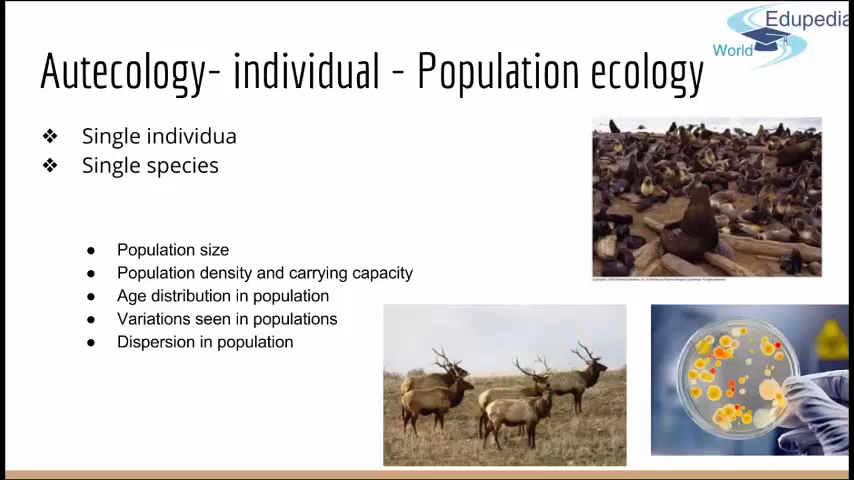 Edupedia
World
Autecology- individual - Population ecology
❖ Single individua
❖ Single species
● Population size
● Population density and carrying capacity
● Age distribution in population
● Variations seen in populations
● Dispersion in population